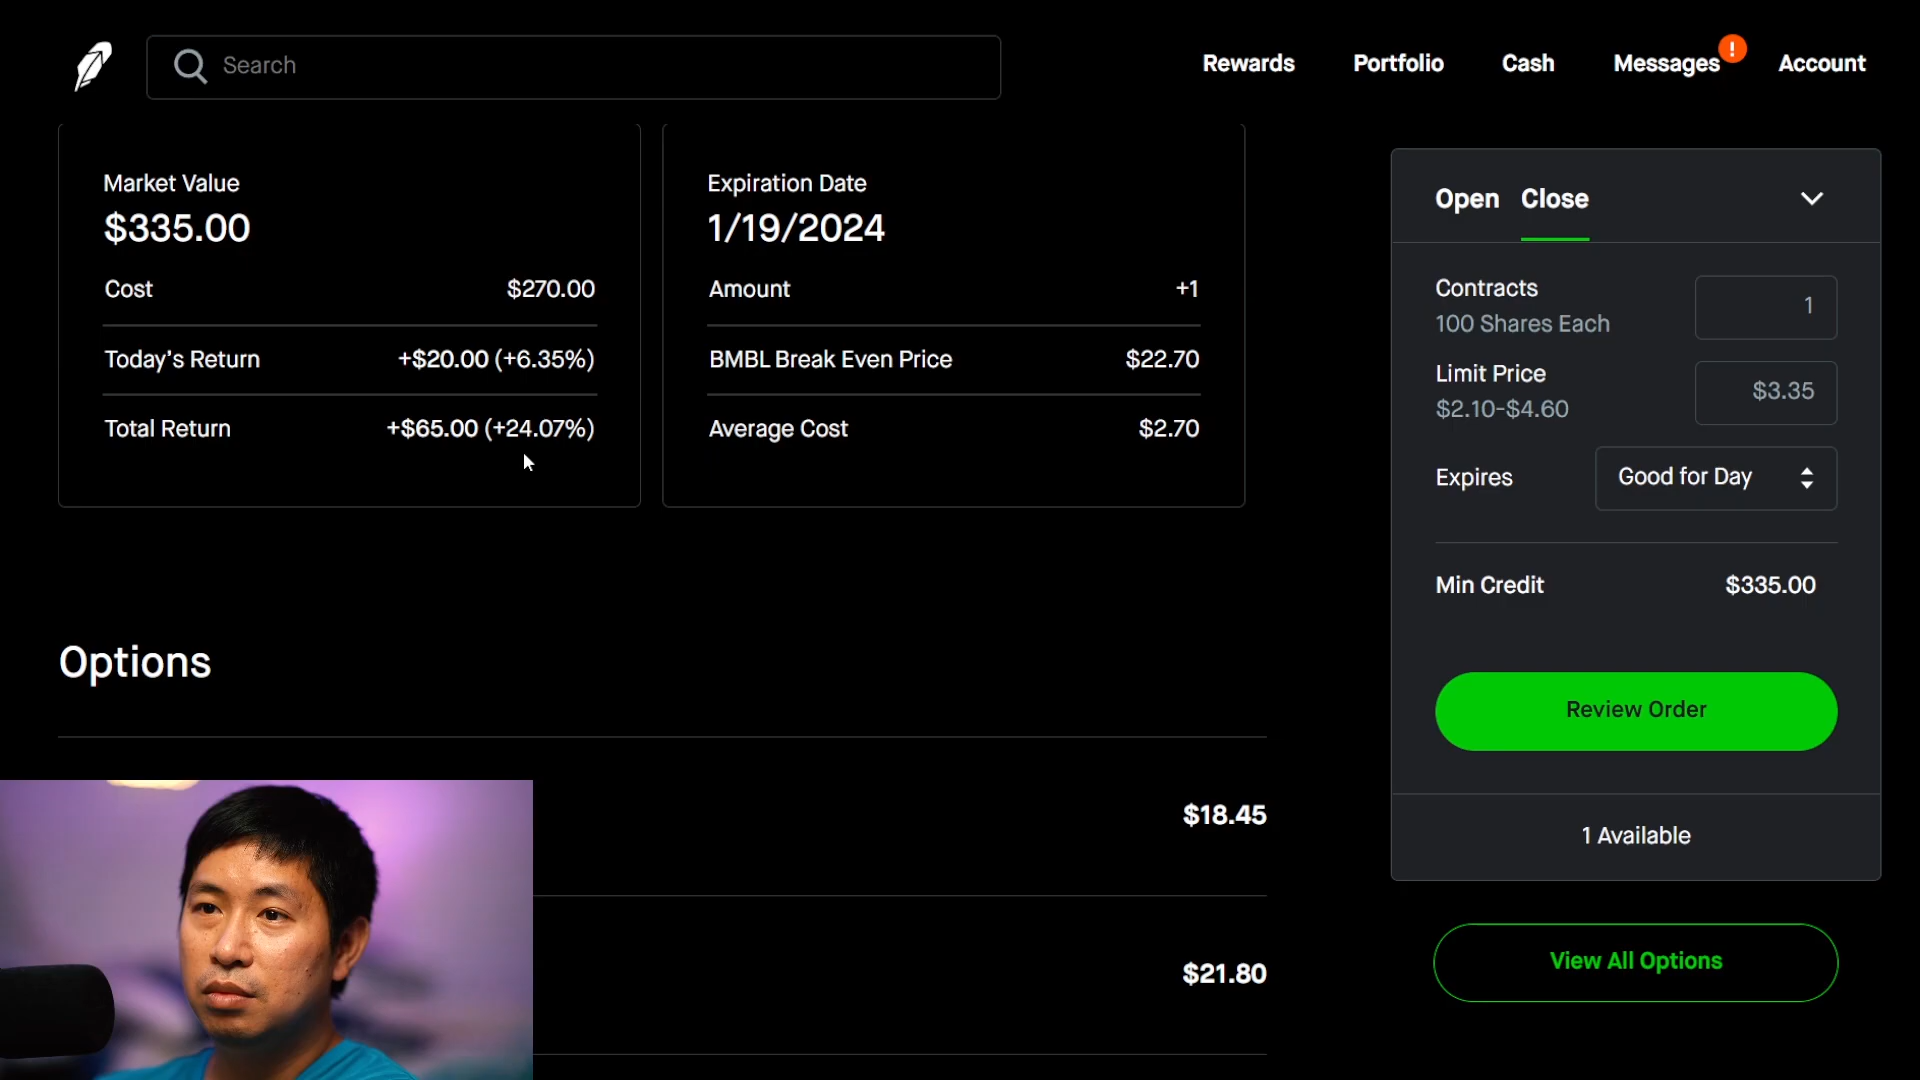 Search
Rewards
Portfolio
Cash
Messages
!
Account
Market Value
$335.00
Cost
$270.00
Today's Return
+$20.00 (+6.35%)
Total Return
+$65.00 (+24.07%)
Expiration Date
1/19/2024
Amount
+1
BMBL Break Even Price
$22.70
Average Cost
$2.70
Open
Close
Contracts
1
100 Shares Each
Limit Price
$3.35
$2.10-$4.60
Expires
Good for Day
Min Credit
$335.00
Review Order
1 Available
View All Options
Options
$18.45
$21.80